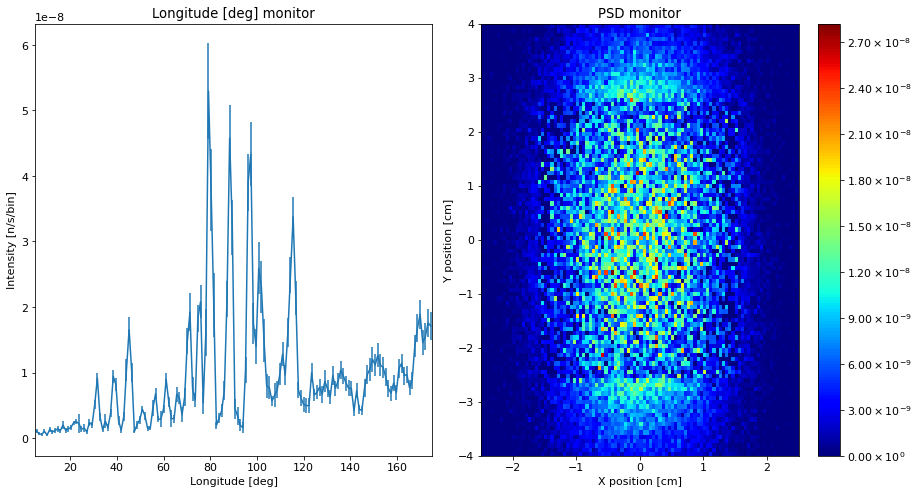 Longitude [deg] monitor
1e−8
Intensity [n/s/bin]
6
5
4
3
2
1
0
20 40 60 80 100 120 140 160
Longitude [deg]
PSD monitor
Y position [cm]
4
3
2
1
0
−1
−2
−3
−4
−2 −1 0 1 2
X position [cm]
2.70 × 10⁻⁸
2.40 × 10⁻⁸
2.10 × 10⁻⁸
1.80 × 10⁻⁸
1.50 × 10⁻⁸
1.20 × 10⁻⁸
9.00 × 10⁻⁹
6.00 × 10⁻⁹
3.00 × 10⁻⁹
0.00 × 10⁰